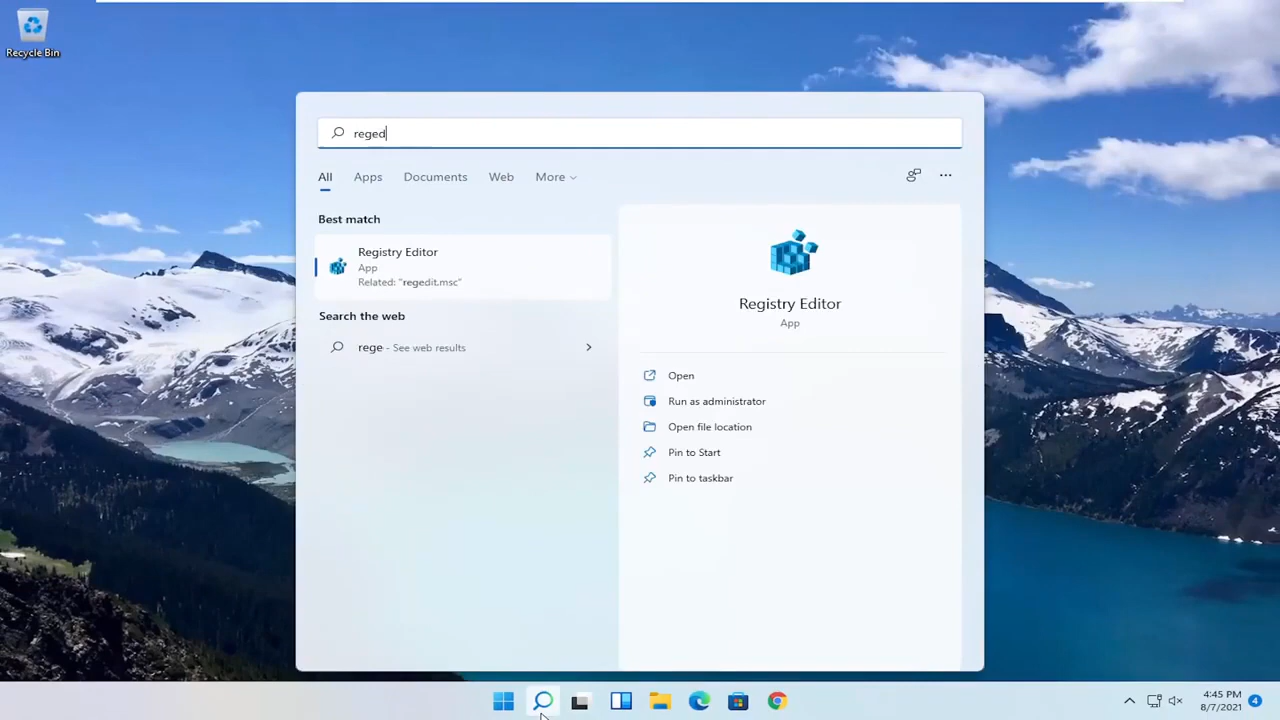 Recycle Bin
reged
All Apps Documents Web More
Best match
Registry Editor
App
Related: "regedit.msc"
Search the web
rege - See web results
Registry Editor
App
Open
Run as administrator
Open file location
Pin to Start
Pin to taskbar
4:45 PM
8/7/2021
4